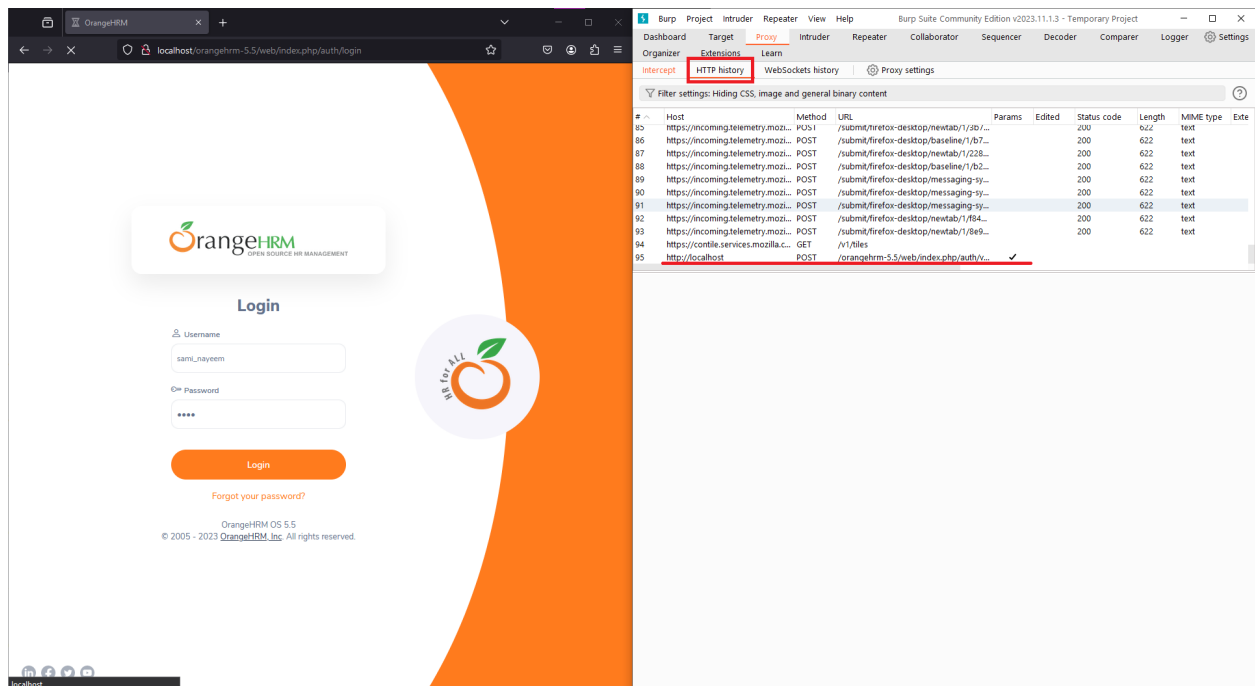 OrangeHRM
localhost/orangehrm-5.5/web/index.php/auth/login
OrangeHRM
OPEN SOURCE HR MANAGEMENT
Login
Username
sami_nayeem
Password
••••
Login
Forgot your password?
OrangeHRM OS 5.5
© 2005 - 2023 OrangeHRM, Inc. All rights reserved.
HR for ALL
localhost
Burp Project Intruder Repeater View Help Burp Suite Community Edition v2023.11.1.3 - Temporary Project
Dashboard Target Proxy Intruder Repeater Collaborator Sequencer Decoder Comparer Logger Settings
Organizer Extensions Learn
Intercept HTTP history WebSockets history Proxy settings
Filter settings: Hiding CSS, image and general binary content
# Host Method URL Params Edited Status code Length MIME type Exte
85 https://incoming.telemetry.mozi... POST /submit/firefox-desktop/newtab/1/3b7... 200 622 text
86 https://incoming.telemetry.mozi... POST /submit/firefox-desktop/baseline/1/b7... 200 622 text
87 https://incoming.telemetry.mozi... POST /submit/firefox-desktop/newtab/1/228... 200 622 text
88 https://incoming.telemetry.mozi... POST /submit/firefox-desktop/baseline/1/b2... 200 622 text
89 https://incoming.telemetry.mozi... POST /submit/firefox-desktop/messaging-sy... 200 622 text
90 https://incoming.telemetry.mozi... POST /submit/firefox-desktop/messaging-sy... 200 622 text
91 https://incoming.telemetry.mozi... POST /submit/firefox-desktop/messaging-sy... 200 622 text
92 https://incoming.telemetry.mozi... POST /submit/firefox-desktop/newtab/1/f84... 200 622 text
93 https://incoming.telemetry.mozi... POST /submit/firefox-desktop/newtab/1/8e9... 200 622 text
94 https://contile.services.mozilla.c... GET /v1/tiles
95 http://localhost POST /orangehrm-5.5/web/index.php/auth/v... ✓